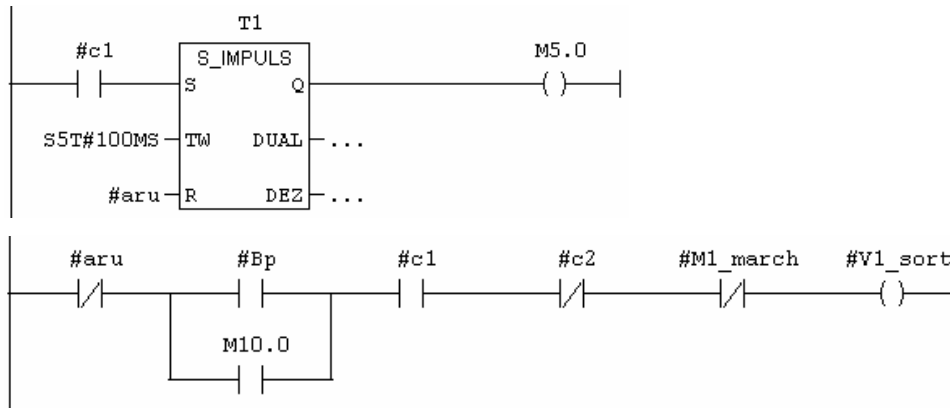 T1
#c1
S_IMPULS
M5.0
S
Q
( )
S5T#100MS
TW
DUAL
...
#aru
R
DEZ
...
#aru
#Bp
#c1
#c2
#M1_march
#V1_sort
( )
M10.0